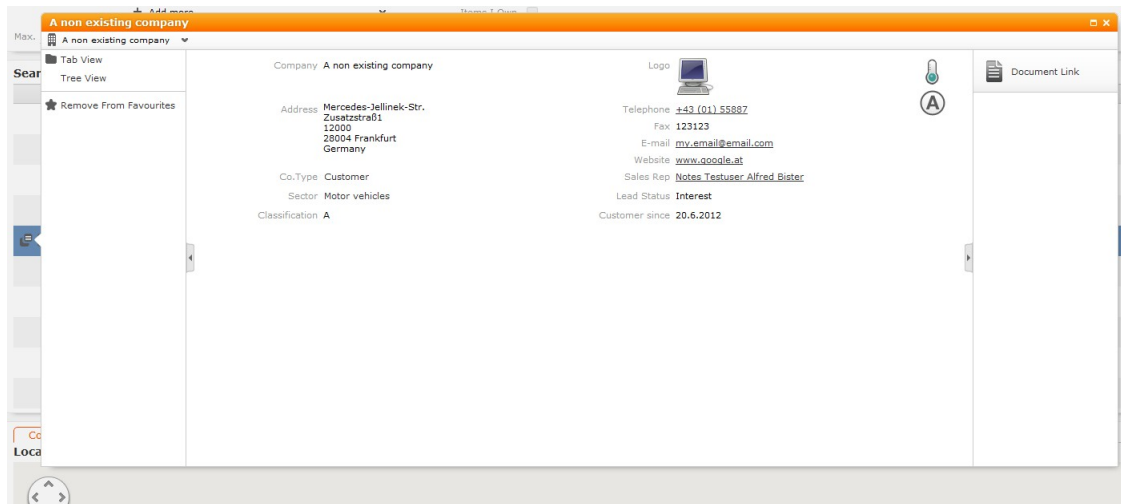 Add more
Items I Own
A non existing company
Max.
A non existing company
Tab View
Tree View
Remove From Favourites
Sear
Company A non existing company
Address Mercedes-Jellinek-Str.
Zusatzstraß1
12000
28004 Frankfurt
Germany
Co.Type Customer
Sector Motor vehicles
Classification A
Logo
A
Telephone +43 (01) 55887
Fax 123123
E-mail my.email@email.com
Website www.google.at
Sales Rep Notes Testuser Alfred Bister
Lead Status Interest
Customer since 20.6.2012
Document Link
Co
Loca